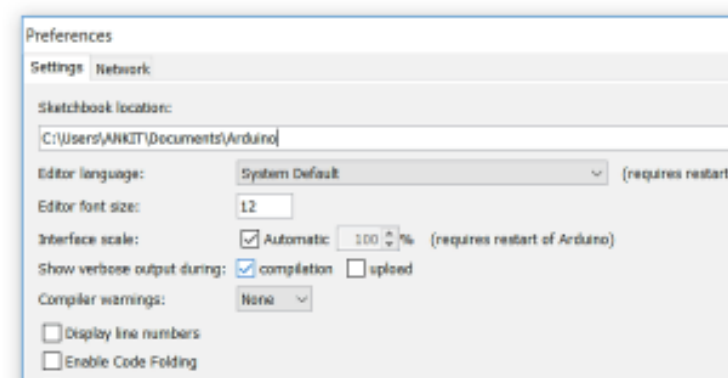 Preferences
Settings Network
Sketchbook location:
C:\Users\ANKIT\Documents\Arduino
Editor language: System Default (requires restart
Editor font size: 12
Interface scale: Automatic 100 % (requires restart of Arduino)
Show verbose output during: compilation upload
Compiler warnings: None
Display line numbers
Enable Code Folding